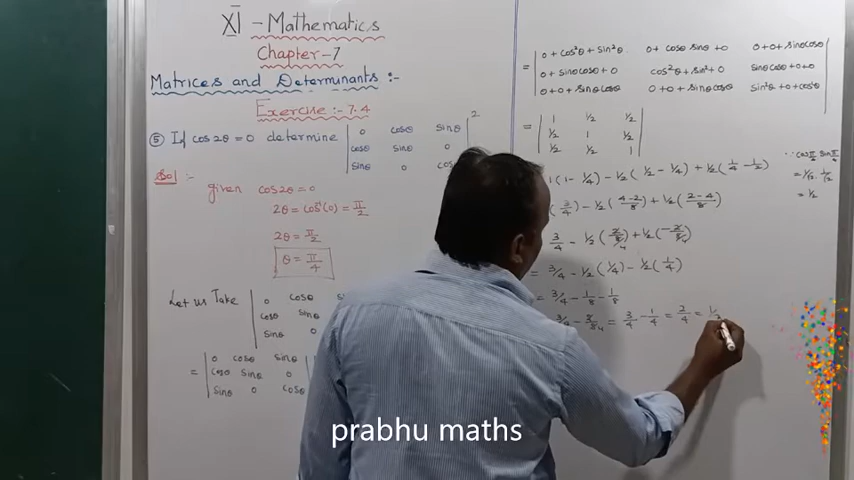 XI - Mathematics
Chapter-7
Matrices and Determinants :-
Exercise :- 7.4
⑤ If cos2θ=0 determine | 0 cosθ sinθ |²
| cosθ sinθ 0 |
| sinθ 0
Sol :-
given cos2θ=0
2θ = cos⁻¹(0) = π/2
2θ = π/2
θ = π/4
Let us Take | 0 cosθ
cosθ sinθ
sinθ 0
= | 0 cosθ sinθ
cosθ sinθ 0
sinθ 0 cosθ
= | 0+cos²θ+sin²θ 0+cosθ sinθ+0 0+0+sinθcosθ |
| 0+sinθcosθ+0 cos²θ+sin²+0 sinθcosθ+0+0 |
| 0+0+sinθcosθ 0+0+sinθcosθ sin²θ+0+cos²θ |
= | 1 ½ ½ |
| ½ 1 ½ |
| ½ ½ 1 |
1(1-¼) - ½(½-¼) + ½(¼-½)
(3/4) - ½((4-2)/8) + ½((2-4)/8)
3/4 - ½(2/8 4) + ½(-2/8 4)
= 3/4 - ½(¼) - ½(¼)
= 3/4 - 1/8 - 1/8
= 3/4 - 1/4 = 2/4 = ½
∵ cos π/4 sin π/4
= 1/√2 · 1/√2
= ½
prabhu maths